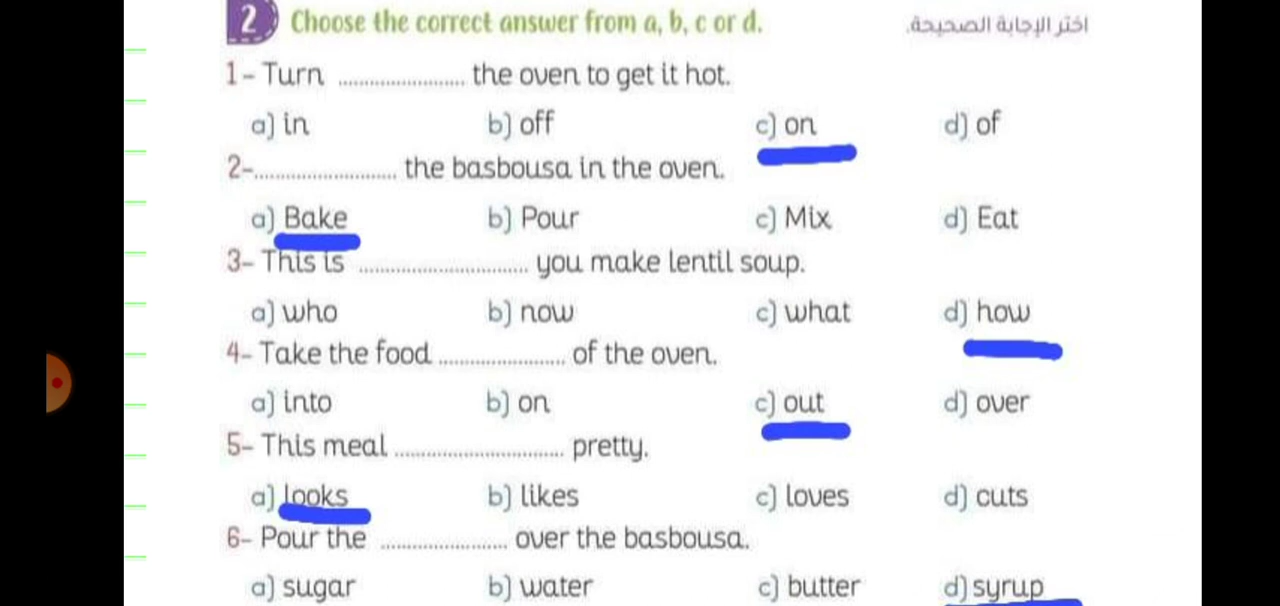 2 Choose the correct answer from a, b, c or d. اختر الإجابة الصحيحة.
1- Turn ........................ the oven to get it hot.
a) in b) off c) on d) of
2-........................... the basbousa in the oven.
a) Bake b) Pour c) Mix d) Eat
3- This is ................................ you make lentil soup.
a) who b) now c) what d) how
4- Take the food ........................ of the oven.
a) into b) on c) out d) over
5- This meal ................................ pretty.
a) looks b) likes c) loves d) cuts
6- Pour the ........................ over the basbousa.
a) sugar b) water c) butter d) syrup